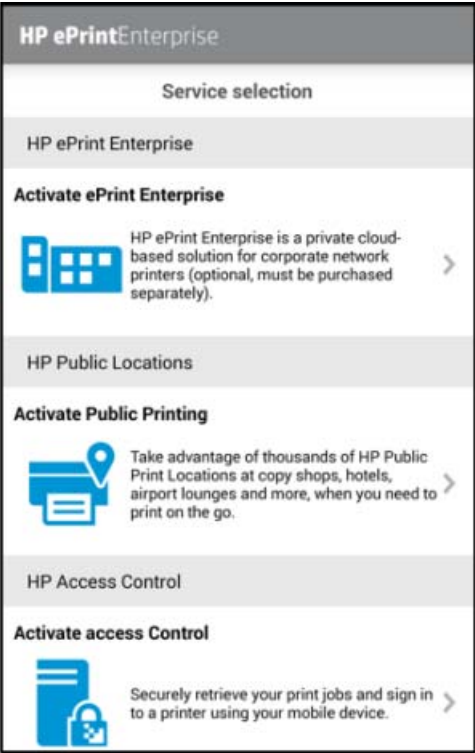 HP ePrintEnterprise
Service selection
HP ePrint Enterprise
Activate ePrint Enterprise
HP ePrint Enterprise is a private cloud-
based solution for corporate network
printers (optional, must be purchased
separately).
HP Public Locations
Activate Public Printing
Take advantage of thousands of HP Public
Print Locations at copy shops, hotels,
airport lounges and more, when you need to
print on the go.
HP Access Control
Activate access Control
Securely retrieve your print jobs and sign in
to a printer using your mobile device.